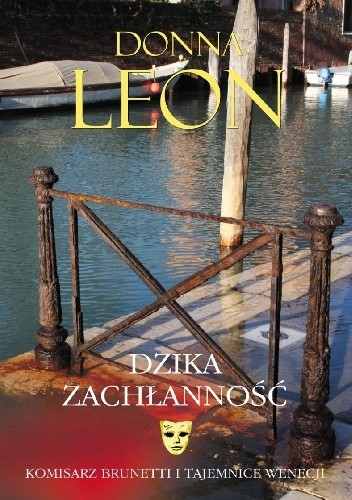 DONNA
LEON
DZIKA
ZACHŁANNOŚĆ
KOMISARZ BRUNETTI I TAJEMNICE WENECJI